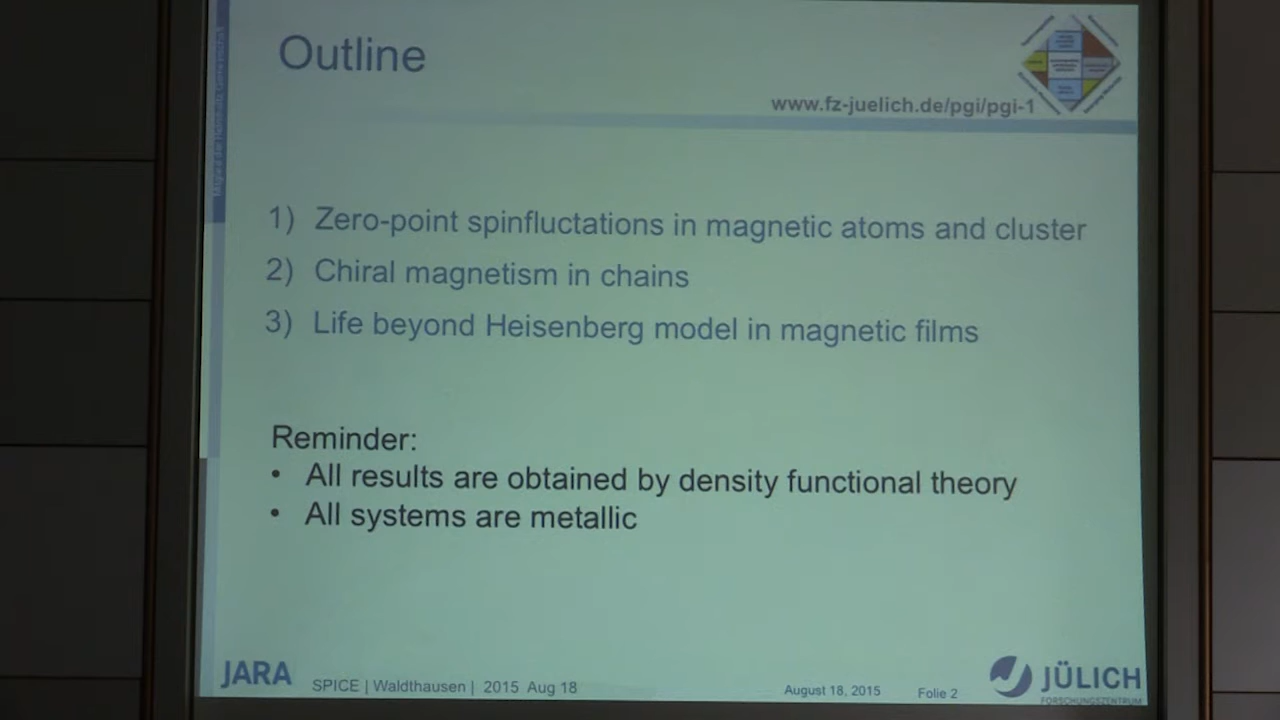 Outline
www.fz-juelich.de/pgi/pgi-1
1) Zero-point spinfluctations in magnetic atoms and cluster
2) Chiral magnetism in chains
3) Life beyond Heisenberg model in magnetic films
Reminder:
• All results are obtained by density functional theory
• All systems are metallic
JARA
SPICE | Waldthausen | 2015 Aug 18
August 18, 2015
Folie 2
JÜLICH
FORSCHUNGSZENTRUM